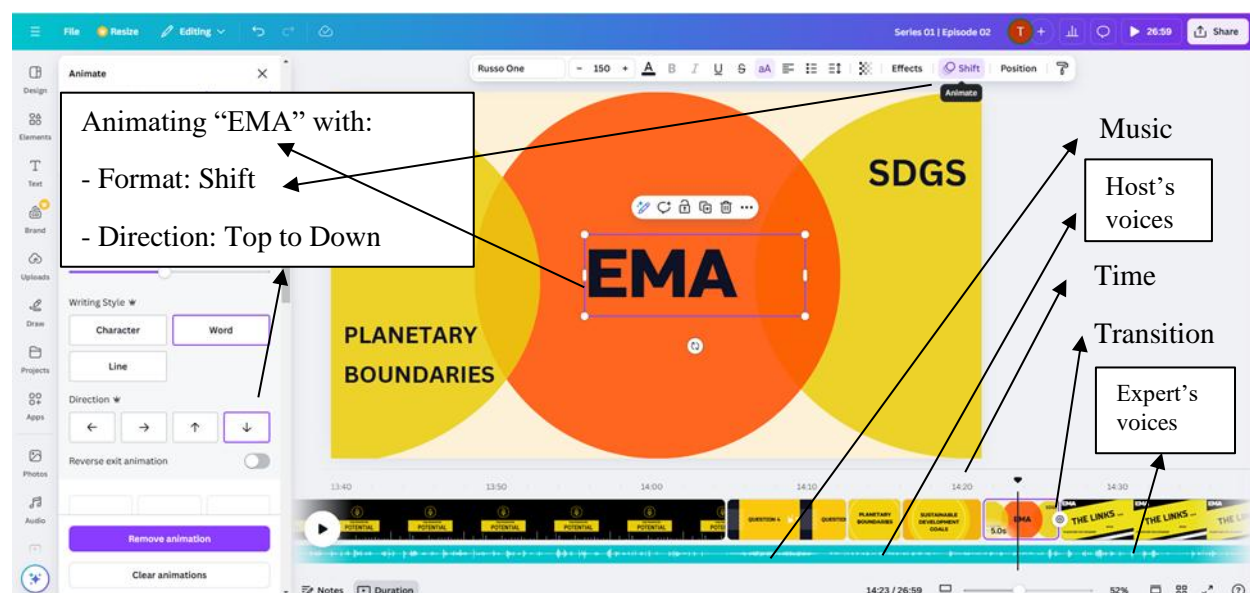 File Resize Editing Series 01 | Episode 02 T + 26:59 Share
Design
Elements
Text
Brand
Uploads
Draw
Projects
Apps
Photos
Audio
Animate
Animating “EMA” with:
- Format: Shift
- Direction: Top to Down
Writing Style
Character Word
Line
Direction
Reverse exit animation
Remove animation
Clear animations
Russo One - 150 + A B I U S aA Effects Shift Position
Animate
SDGS
EMA
PLANETARY
BOUNDARIES
Music
Host’s
voices
Time
Transition
Expert’s
voices
13:40 13:50 14:00 14:10 14:20 14:30
POTENTIAL POTENTIAL POTENTIAL POTENTIAL POTENTIAL
QUESTION 4
PLANETARY
BOUNDARIES
SUSTAINABLE
DEVELOPMENT
GOALS
EMA
5.0s
EMA
THE LINKS ...
EMA
THE LINKS ...
EMA
Notes Duration 14:23 / 26:59 52%